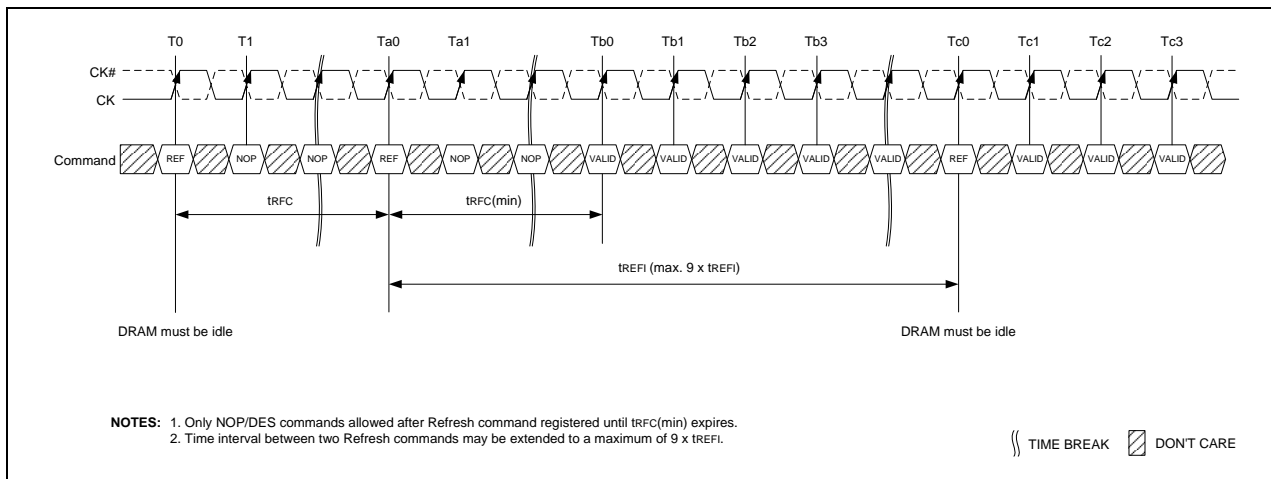 T0 T1 Ta0 Ta1 Tb0 Tb1 Tb2 Tb3 Tc0 Tc1 Tc2 Tc3
CK#
CK
Command REF NOP NOP REF NOP NOP VALID VALID VALID VALID VALID REF VALID VALID VALID
tRFC tRFC(min)
tREFI (max. 9 x tREFI)
DRAM must be idle DRAM must be idle
NOTES: 1. Only NOP/DES commands allowed after Refresh command registered until tRFC(min) expires.
2. Time interval between two Refresh commands may be extended to a maximum of 9 x tREFI.
TIME BREAK DON'T CARE